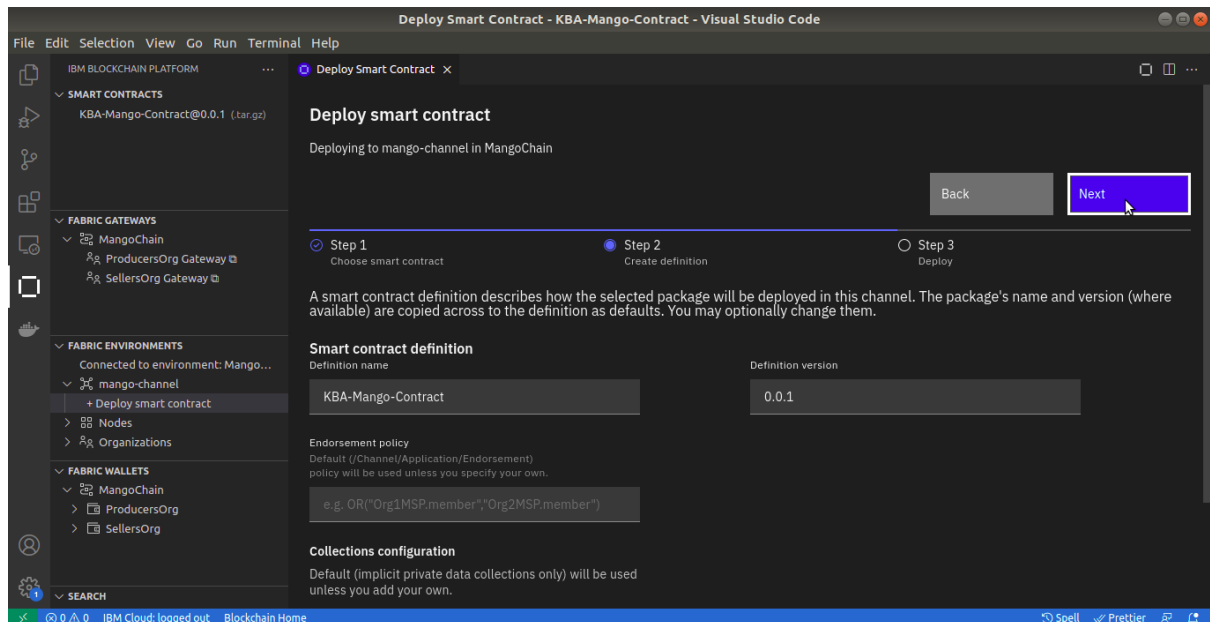 Deploy Smart Contract - KBA-Mango-Contract - Visual Studio Code
File Edit Selection View Go Run Terminal Help
IBM BLOCKCHAIN PLATFORM
SMART CONTRACTS
KBA-Mango-Contract@0.0.1 (.tar.gz)
FABRIC GATEWAYS
MangoChain
ProducersOrg Gateway
SellersOrg Gateway
FABRIC ENVIRONMENTS
Connected to environment: Mango...
mango-channel
+ Deploy smart contract
Nodes
Organizations
FABRIC WALLETS
MangoChain
ProducersOrg
SellersOrg
SEARCH
1
Deploy Smart Contract
Deploy smart contract
Deploying to mango-channel in MangoChain
Back
Next
Step 1
Choose smart contract
Step 2
Create definition
Step 3
Deploy
A smart contract definition describes how the selected package will be deployed in this channel. The package's name and version (where
available) are copied across to the definition as defaults. You may optionally change them.
Smart contract definition
Definition name
KBA-Mango-Contract
Definition version
0.0.1
Endorsement policy
Default (/Channel/Application/Endorsement)
policy will be used unless you specify your own.
e.g. OR("Org1MSP.member","Org2MSP.member")
Collections configuration
Default (implicit private data collections only) will be used
unless you add your own.
0 0 IBM Cloud: logged out Blockchain Home
Spell Prettier